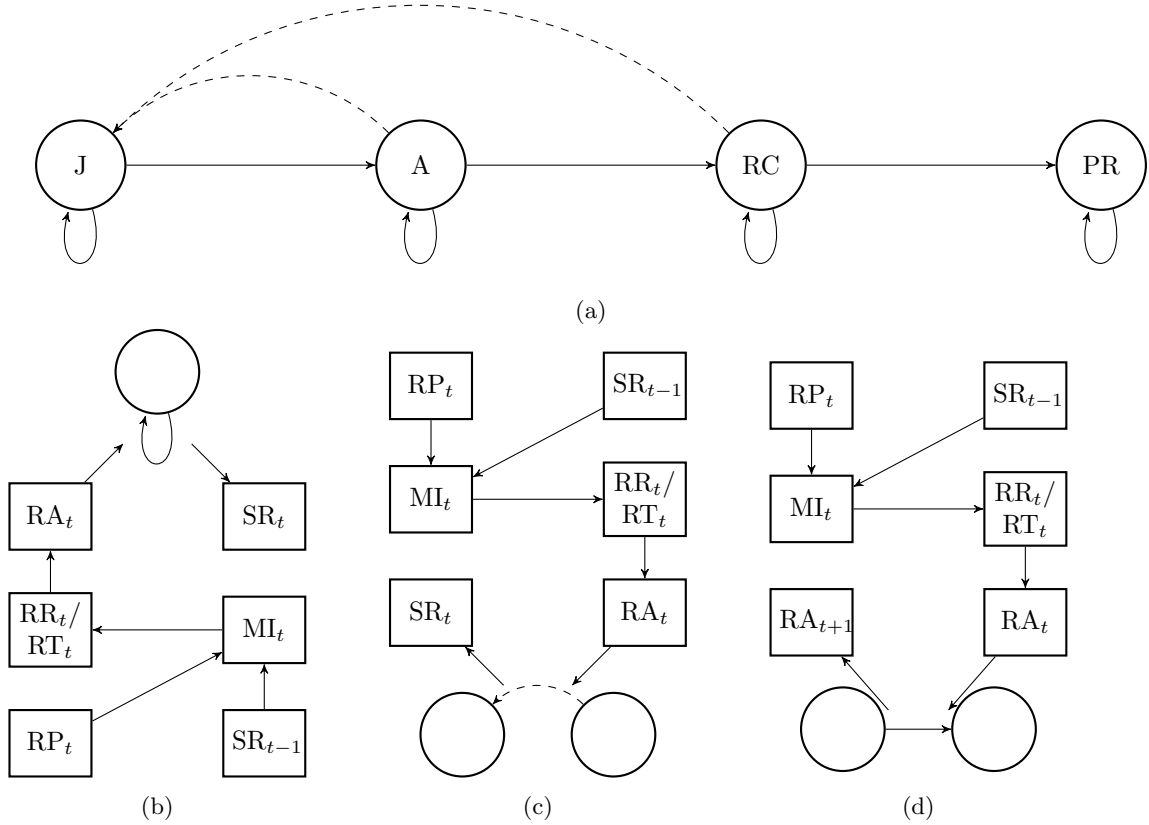 J A RC PR
(a)
RP_t SR_{t−1} RP_t SR_{t−1}
RA_t SR_t MI_t RR_t/ MI_t RR_t/
RT_t RT_t
RR_t/ MI_t SR_t RA_t RA_{t+1} RA_t
RT_t
RP_t SR_{t−1}
(b) (c) (d)